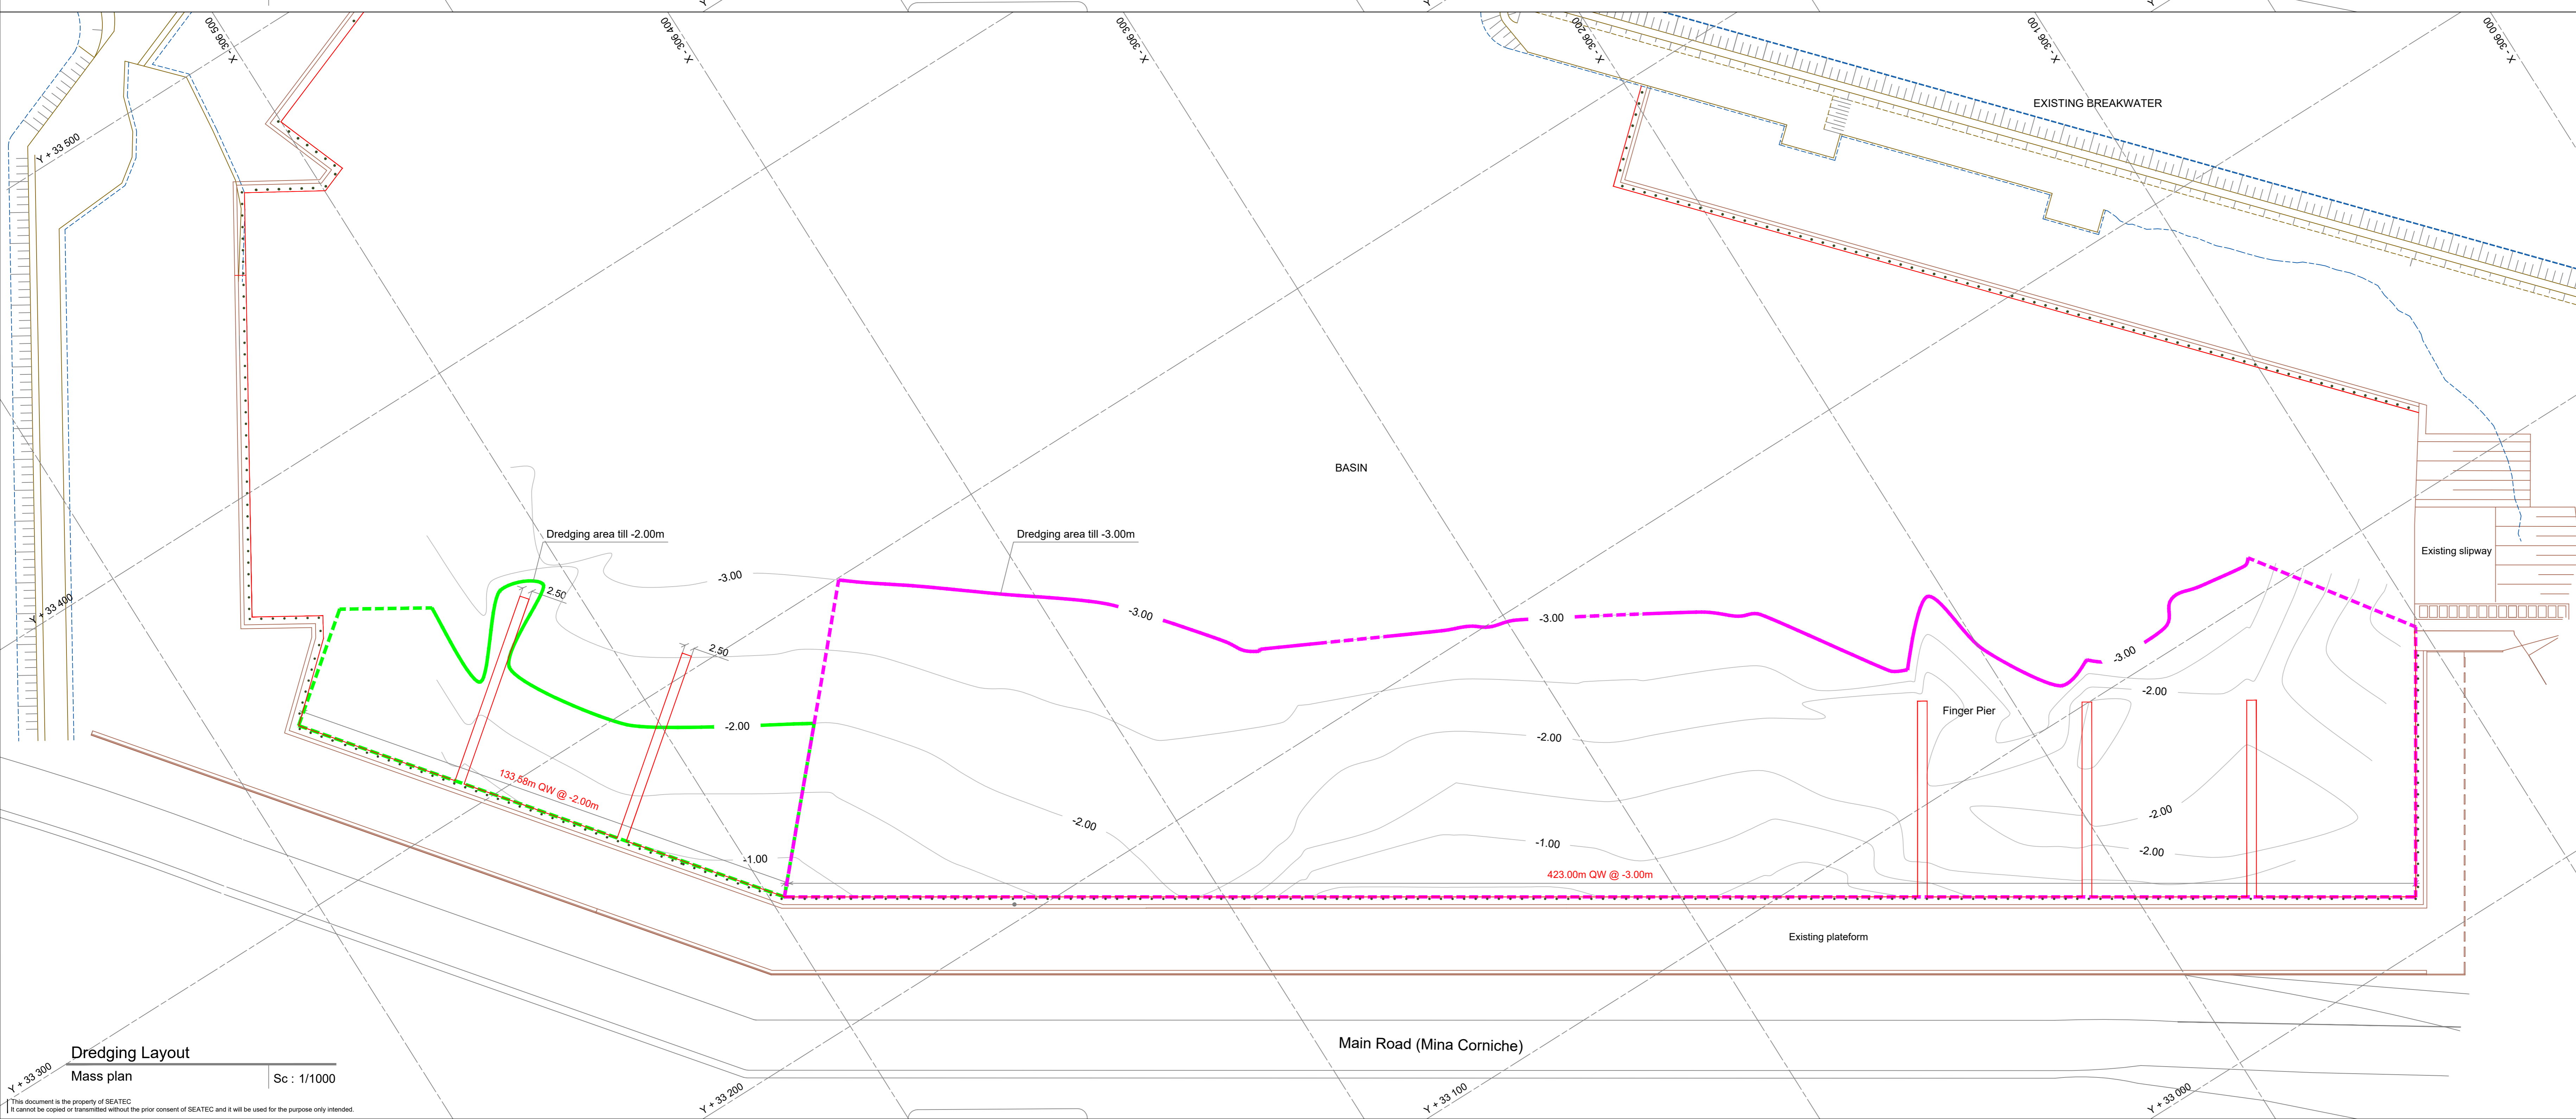 X - 306 500
X - 306 400
X - 306 300
X - 306 200
X - 306 100
X - 306 000
EXISTING BREAKWATER
Y + 33 500
BASIN
Dredging area till -2.00m
Dredging area till -3.00m
Existing slipway
-3.00
2.50
Y + 33 400
-3.00
-3.00
2.50
-3.00
-2.00
Finger Pier
-2.00
-2.00
133,58m QW @ -2.00m
-2.00
-2.00
-1.00
-1.00
-2.00
423.00m QW @ -3.00m
Existing plateform
Main Road (Mina Corniche)
Dredging Layout
Mass plan
Sc : 1/1000
Y + 33 300
Y + 33 200
Y + 33 100
Y + 33 000
This document is the property of SEATEC
It cannot be copied or transmitted without the prior consent of SEATEC and it will be used for the purpose only intended.